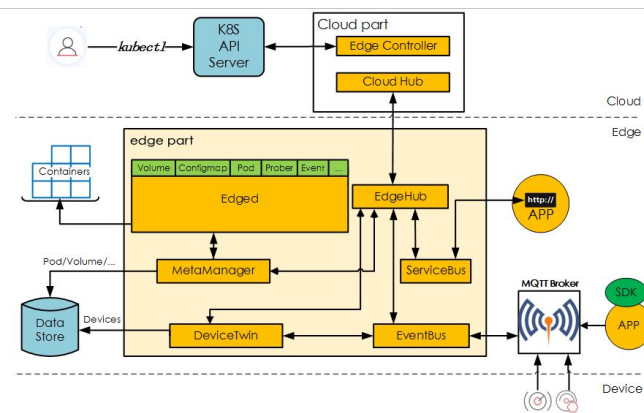 kubectl
K8S
API
Server
Cloud part
Edge Controller
Cloud Hub
Cloud
Edge
edge part
Volume Configmap Pod Prober Event ...
Edged
Containers
EdgeHub
http://
APP
Pod/Volume/...
MetaManager
ServiceBus
MQTT Broker
SDK
APP
Data
Store
Devices
DeviceTwin
EventBus
Device